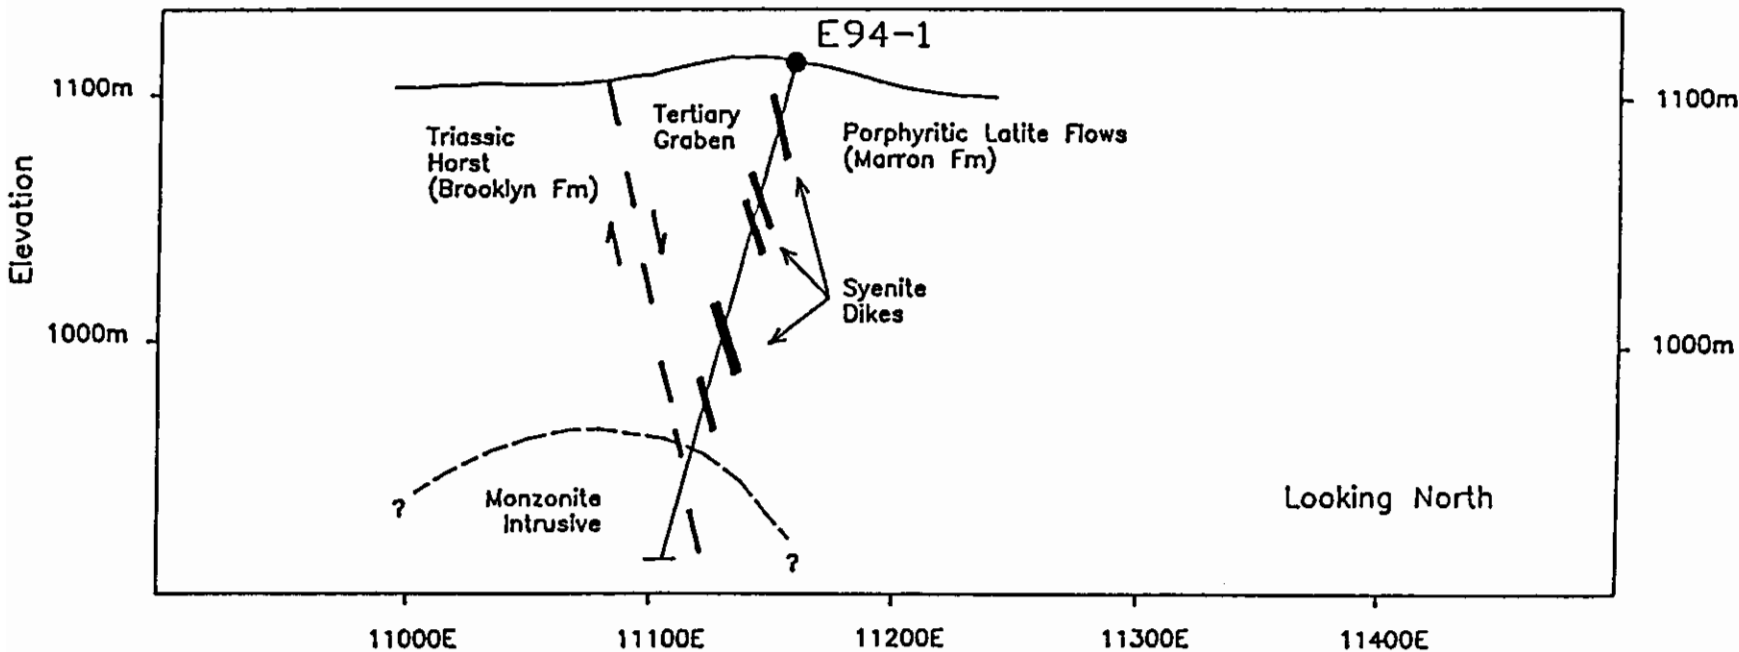 E94-1
1100m
1100m
Tertiary
Graben
Triassic
Horst
(Brooklyn Fm)
Porphyritic Latite Flows
(Marron Fm)
Elevation
Syenite
Dikes
1000m
1000m
?
Monzonite
Intrusive
?
Looking North
11000E
11100E
11200E
11300E
11400E